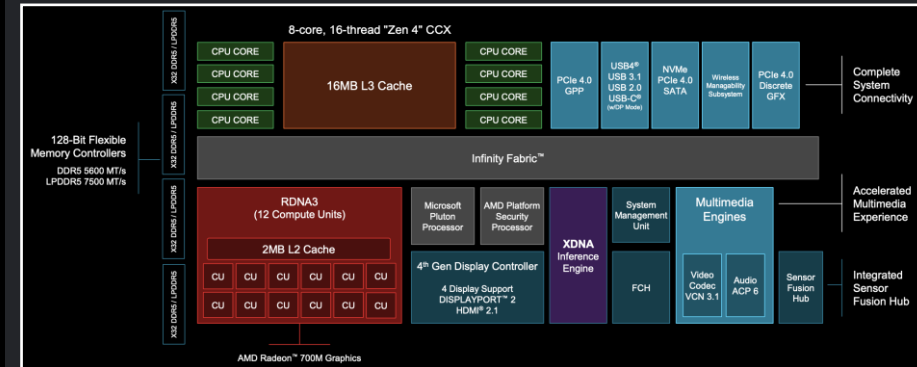 8-core, 16-thread "Zen 4" CCX
X32 DDR5 / LPDDR5
X32 DDR5 / LPDDR5
X32 DDR5 / LPDDR5
X32 DDR5 / LPDDR5
128-Bit Flexible
Memory Controllers
DDR5 5600 MT/s
LPDDR5 7500 MT/s
CPU CORE
CPU CORE
CPU CORE
CPU CORE
16MB L3 Cache
CPU CORE
CPU CORE
CPU CORE
CPU CORE
PCIe 4.0
GPP
USB4®
USB 3.1
USB 2.0
USB-C®
(w/DP Mode)
NVMe
PCIe 4.0
SATA
Wireless
Managability
Subsystem
PCIe 4.0
Discrete
GFX
Complete
System
Connectivity
Infinity Fabric™
RDNA3
(12 Compute Units)
2MB L2 Cache
CU CU CU CU CU CU
CU CU CU CU CU CU
AMD Radeon™ 700M Graphics
Microsoft
Pluton
Processor
AMD Platform
Security
Processor
4th Gen Display Controller
4 Display Support
DISPLAYPORT™ 2
HDMI® 2.1
XDNA
Inference
Engine
System
Management
Unit
FCH
Multimedia
Engines
Video
Codec
VCN 3.1
Audio
ACP 6
Sensor
Fusion
Hub
Accelerated
Multimedia
Experience
Integrated
Sensor
Fusion Hub